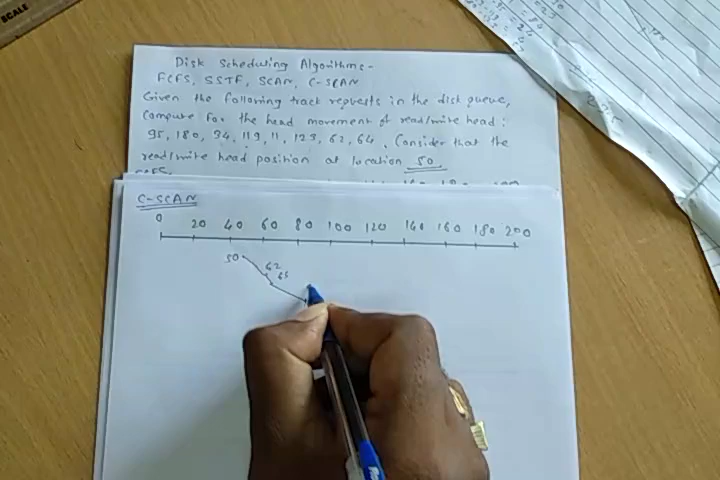 SCALE
Disk Scheduling Algorithms-
FCFS, SSTF, SCAN, C-SCAN
Given the following track requests in the disk queue,
Compute for the head movement of read/write head:
95, 180, 34, 119, 11, 123, 62, 64. Consider that the
read/write head position at location 50
C-SCAN
0 20 40 60 80 100 120 140 160 180 200
50
62